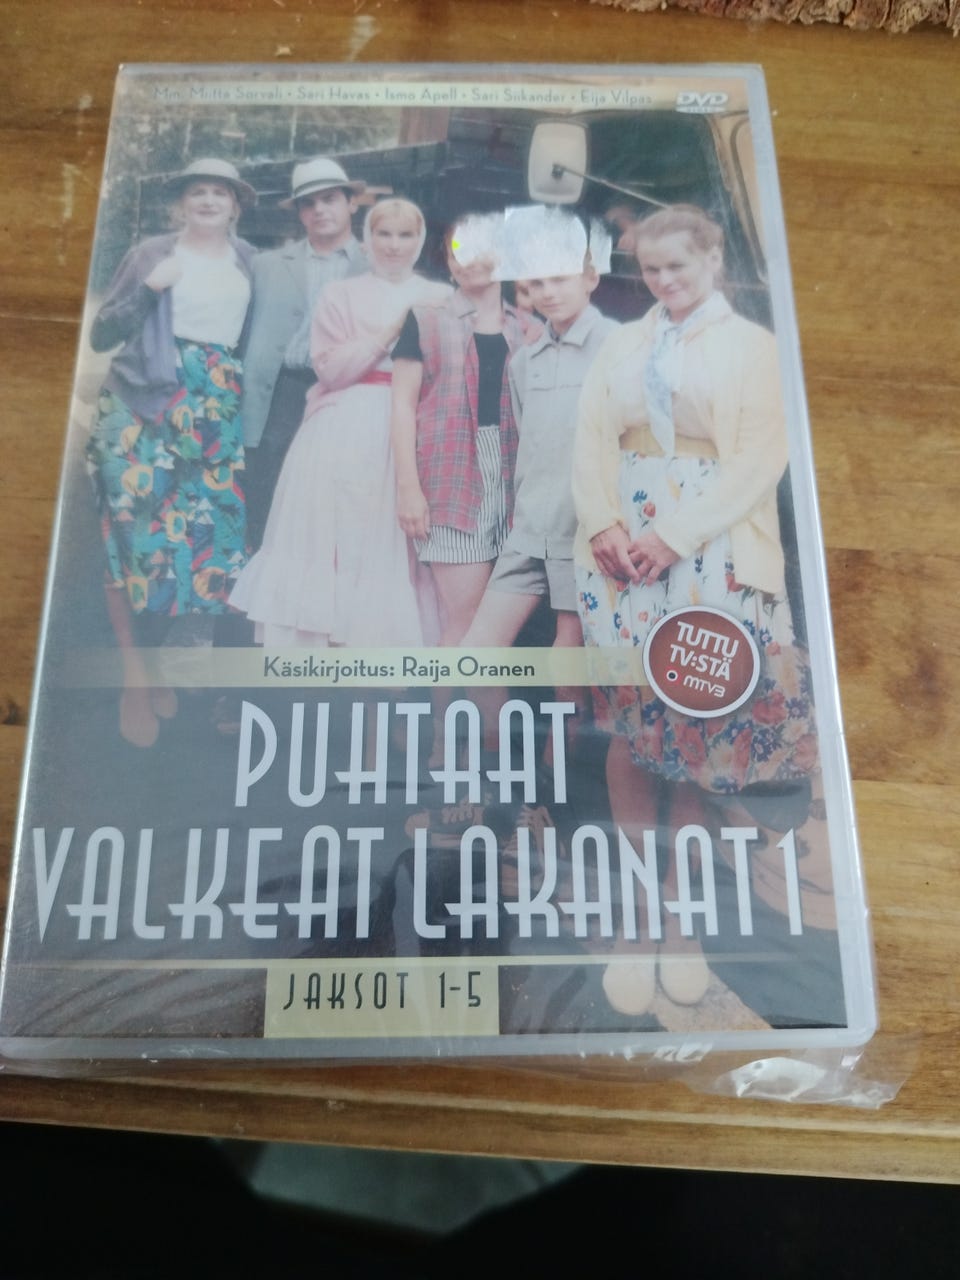 Mm. Miitta Sorvali • Sari Havas • Ismo Apell • Sari Siikander • Eija Vilpas
DVD
VIDEO
Käsikirjoitus: Raija Oranen
TUTTU
TV:STÄ
MTV3
PUHTAAT
VALKEAT LAKANAT 1
JAKSOT 1-5